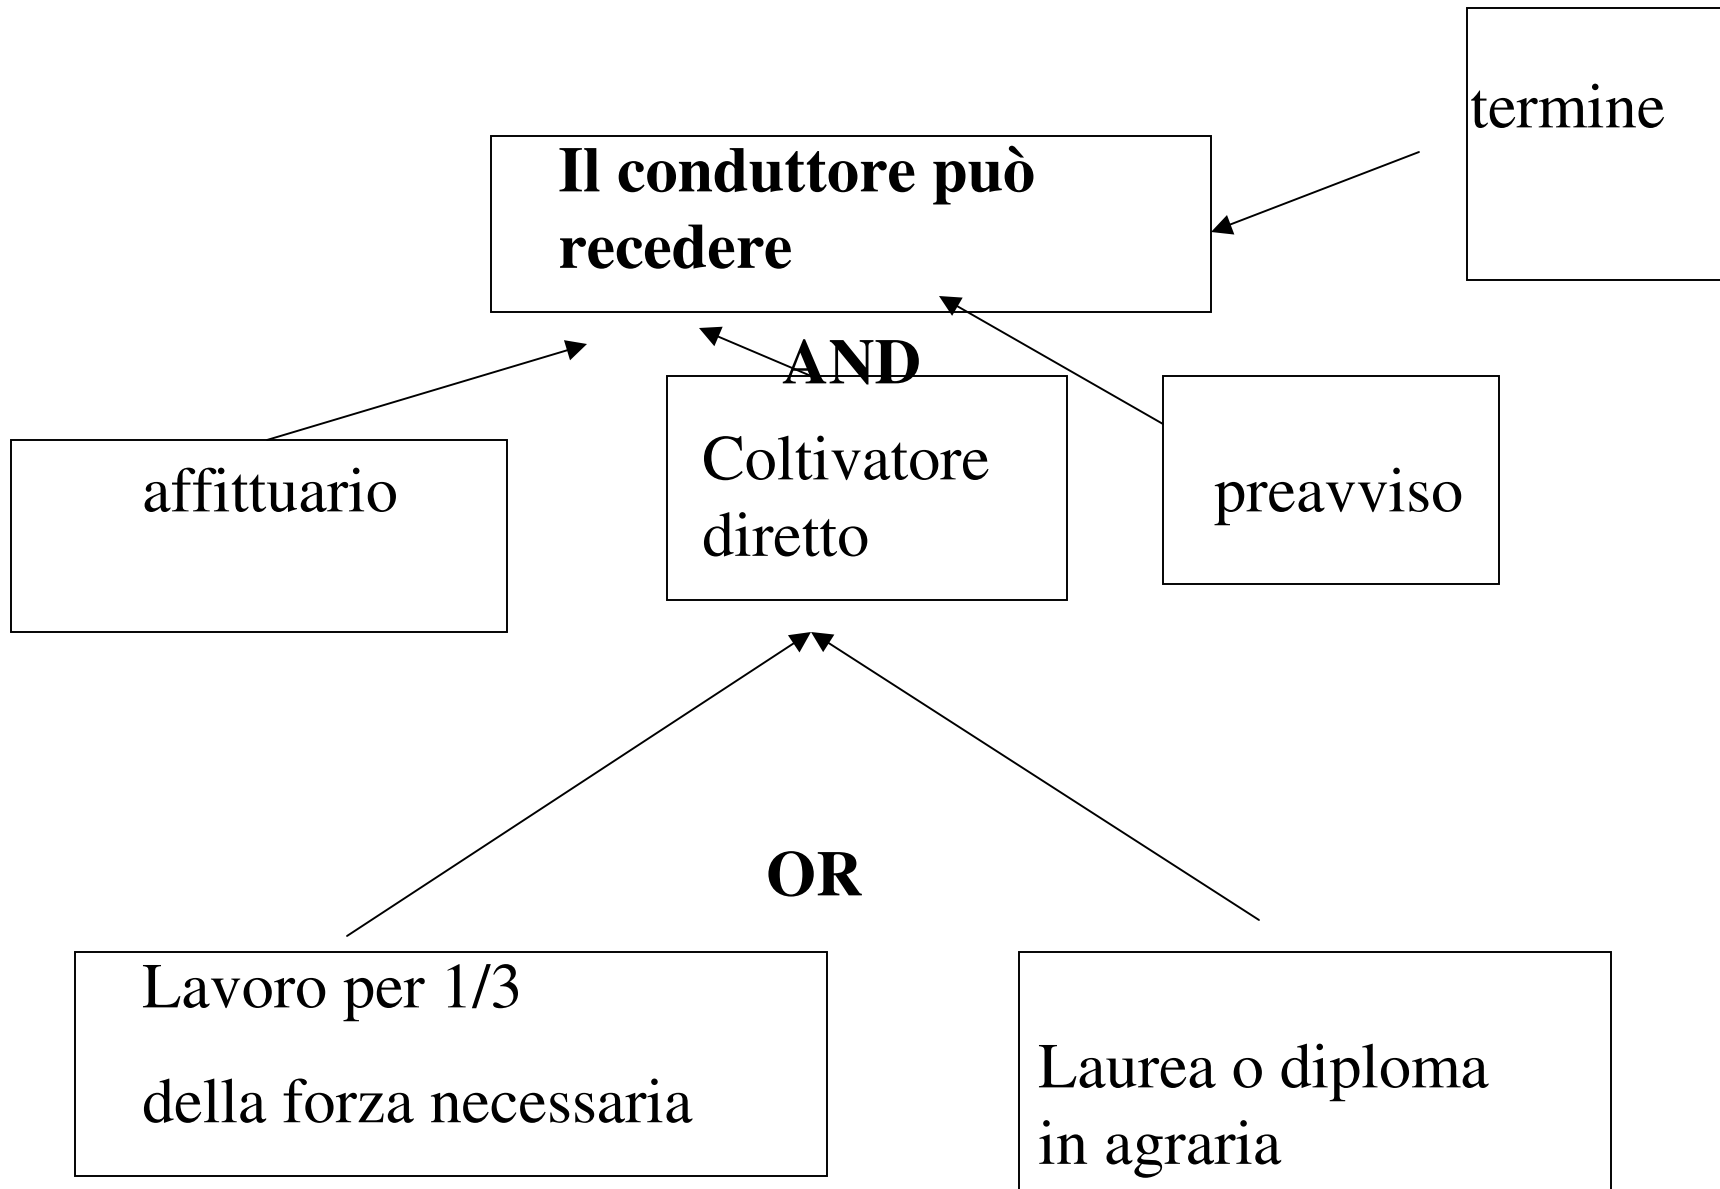 termine
Il conduttore può
recedere
AND
affittuario
Coltivatore
diretto
preavviso
OR
Lavoro per 1/3
della forza necessaria
Laurea o diploma
in agraria